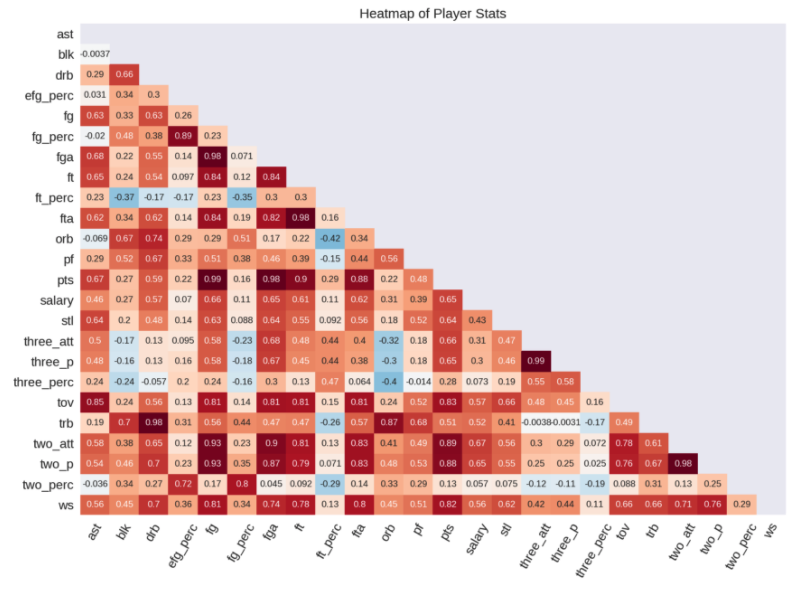 Heatmap of Player Stats
ast
blk -0.0037
drb 0.29 0.66
efg_perc 0.031 0.34 0.3
fg 0.63 0.33 0.63 0.26
fg_perc -0.02 0.48 0.38 0.89 0.23
fga 0.68 0.22 0.55 0.14 0.98 0.071
ft 0.65 0.24 0.54 0.097 0.84 0.12 0.84
ft_perc 0.23 -0.37 -0.17 -0.17 0.23 -0.35 0.3 0.3
fta 0.62 0.34 0.62 0.14 0.84 0.19 0.82 0.98 0.16
orb -0.069 0.67 0.74 0.29 0.29 0.51 0.17 0.22 -0.42 0.34
pf 0.29 0.52 0.67 0.33 0.51 0.38 0.46 0.39 -0.15 0.44 0.56
pts 0.67 0.27 0.59 0.22 0.99 0.16 0.98 0.9 0.29 0.88 0.22 0.48
salary 0.46 0.27 0.57 0.07 0.66 0.11 0.65 0.61 0.11 0.62 0.31 0.39 0.65
stl 0.64 0.2 0.48 0.14 0.63 0.088 0.64 0.55 0.092 0.56 0.18 0.52 0.64 0.43
three_att 0.5 -0.17 0.13 0.095 0.58 -0.23 0.68 0.48 0.44 0.4 -0.32 0.18 0.66 0.31 0.47
three_p 0.48 -0.16 0.13 0.16 0.58 -0.18 0.67 0.45 0.44 0.38 -0.3 0.18 0.65 0.3 0.46 0.99
three_perc 0.24 -0.24 -0.057 0.2 0.24 -0.16 0.3 0.13 0.47 0.064 -0.4 -0.014 0.28 0.073 0.19 0.55 0.58
tov 0.85 0.24 0.56 0.13 0.81 0.14 0.81 0.81 0.15 0.81 0.24 0.52 0.83 0.57 0.66 0.48 0.45 0.16
trb 0.19 0.7 0.98 0.31 0.56 0.44 0.47 0.47 -0.26 0.57 0.87 0.68 0.51 0.52 0.41 -0.0038 -0.0031 -0.17 0.49
two_att 0.58 0.38 0.65 0.12 0.93 0.23 0.9 0.81 0.13 0.83 0.41 0.49 0.89 0.67 0.56 0.3 0.29 0.072 0.78 0.61
two_p 0.54 0.46 0.7 0.23 0.93 0.35 0.87 0.79 0.071 0.83 0.48 0.53 0.88 0.65 0.55 0.25 0.25 0.025 0.76 0.67 0.98
two_perc -0.036 0.34 0.27 0.72 0.17 0.8 0.045 0.092 -0.29 0.14 0.33 0.29 0.13 0.057 0.075 -0.12 -0.11 -0.19 0.088 0.31 0.13 0.25
ws 0.56 0.45 0.7 0.36 0.81 0.34 0.74 0.78 0.13 0.8 0.45 0.51 0.82 0.56 0.62 0.42 0.44 0.11 0.66 0.66 0.71 0.76 0.29
ast blk drb efg_perc fg fg_perc fga ft ft_perc fta orb pf pts salary stl three_att three_p three_perc tov trb two_att two_p two_perc ws